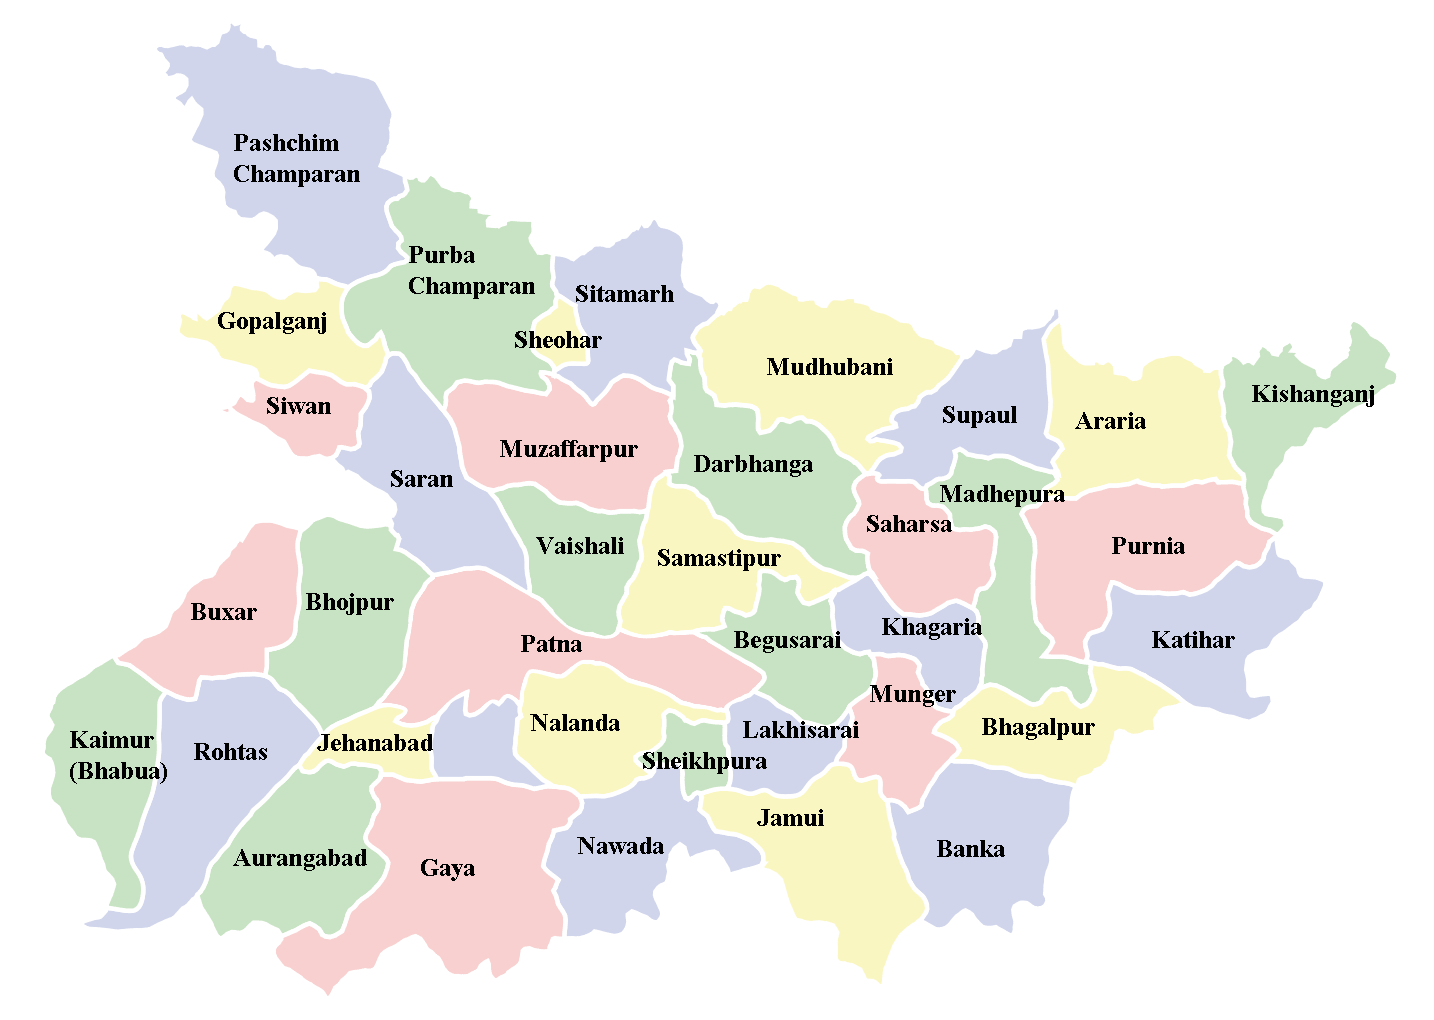 Pashchim
Champaran
Purba
Champaran
Sitamarh
Gopalganj
Sheohar
Mudhubani
Kishanganj
Siwan
Supaul
Araria
Muzaffarpur
Darbhanga
Saran
Madhepura
Saharsa
Vaishali
Samastipur
Purnia
Buxar
Bhojpur
Patna
Begusarai
Khagaria
Katihar
Munger
Nalanda
Lakhisarai
Bhagalpur
Kaimur
(Bhabua)
Rohtas
Jehanabad
Sheikhpura
Jamui
Aurangabad
Gaya
Nawada
Banka